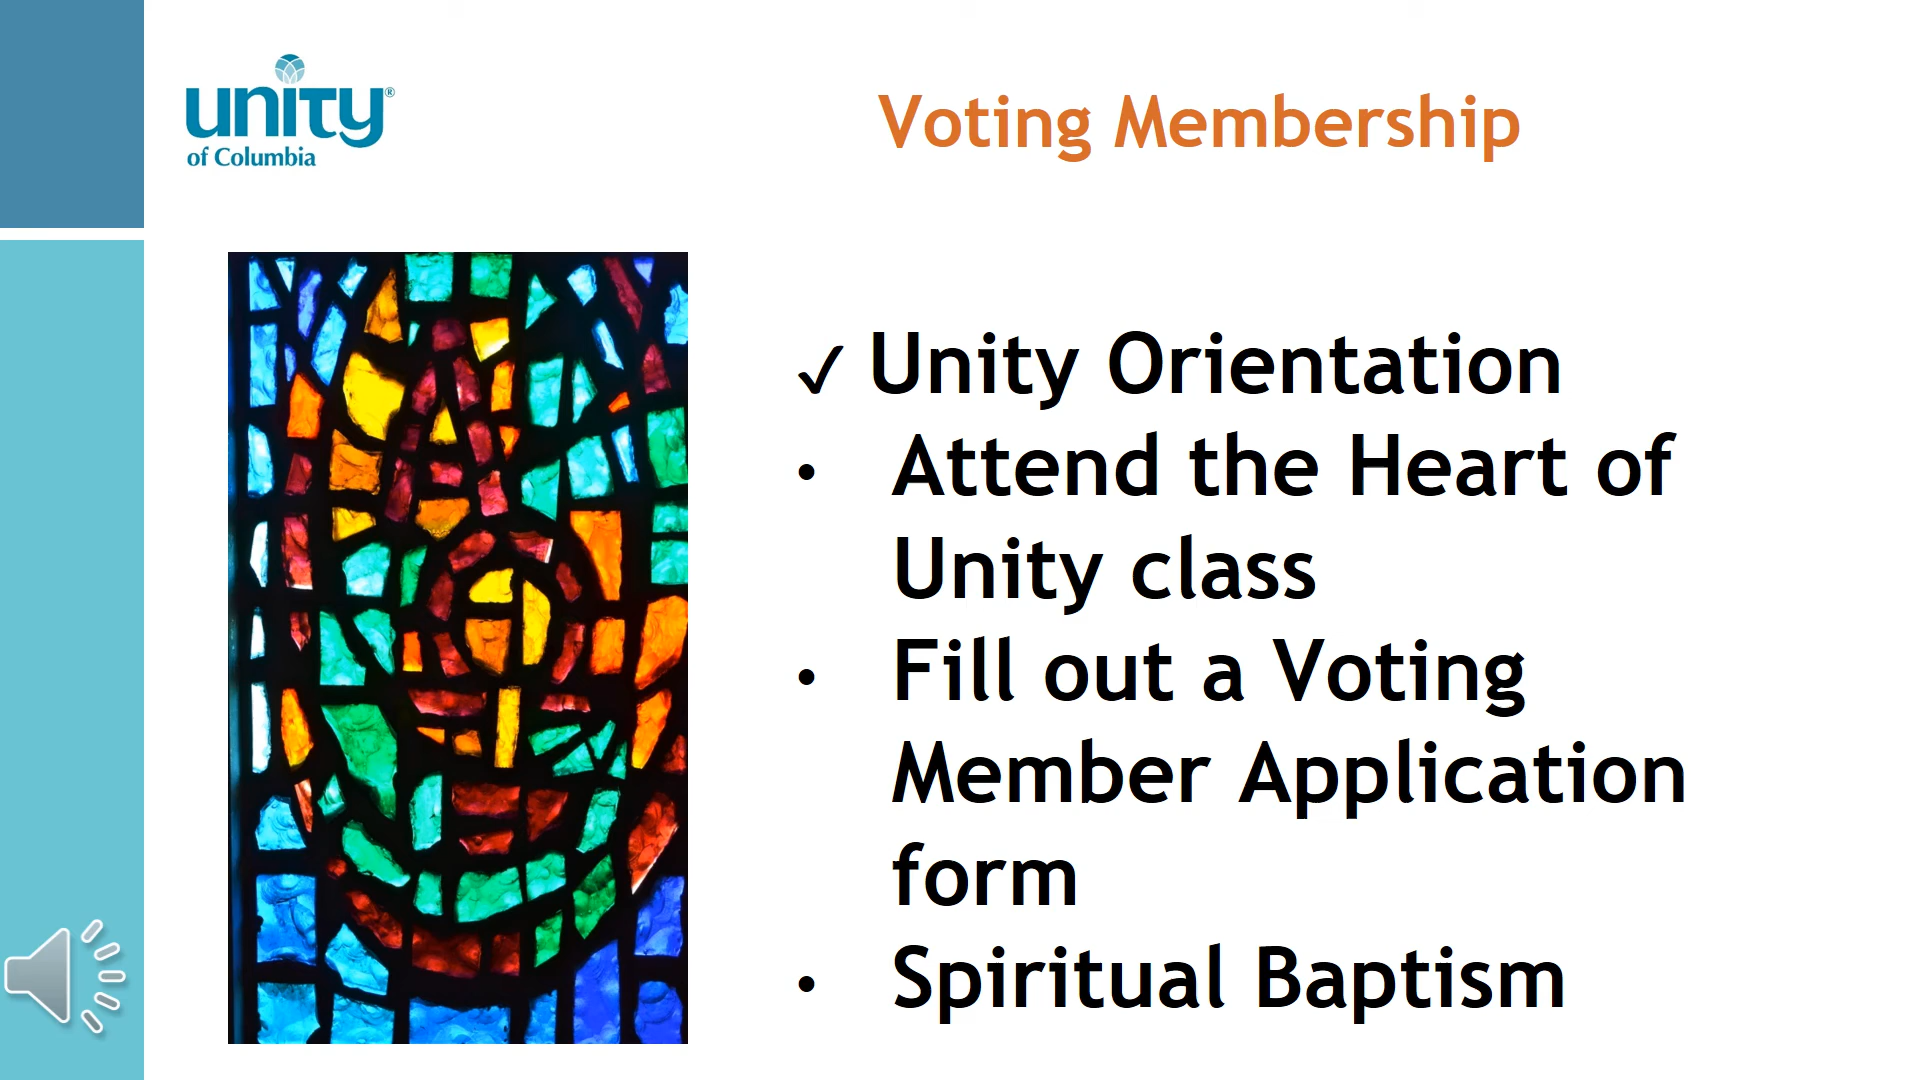 unity®
of Columbia
Voting Membership
✓ Unity Orientation
• Attend the Heart of
Unity class
• Fill out a Voting
Member Application
form
• Spiritual Baptism